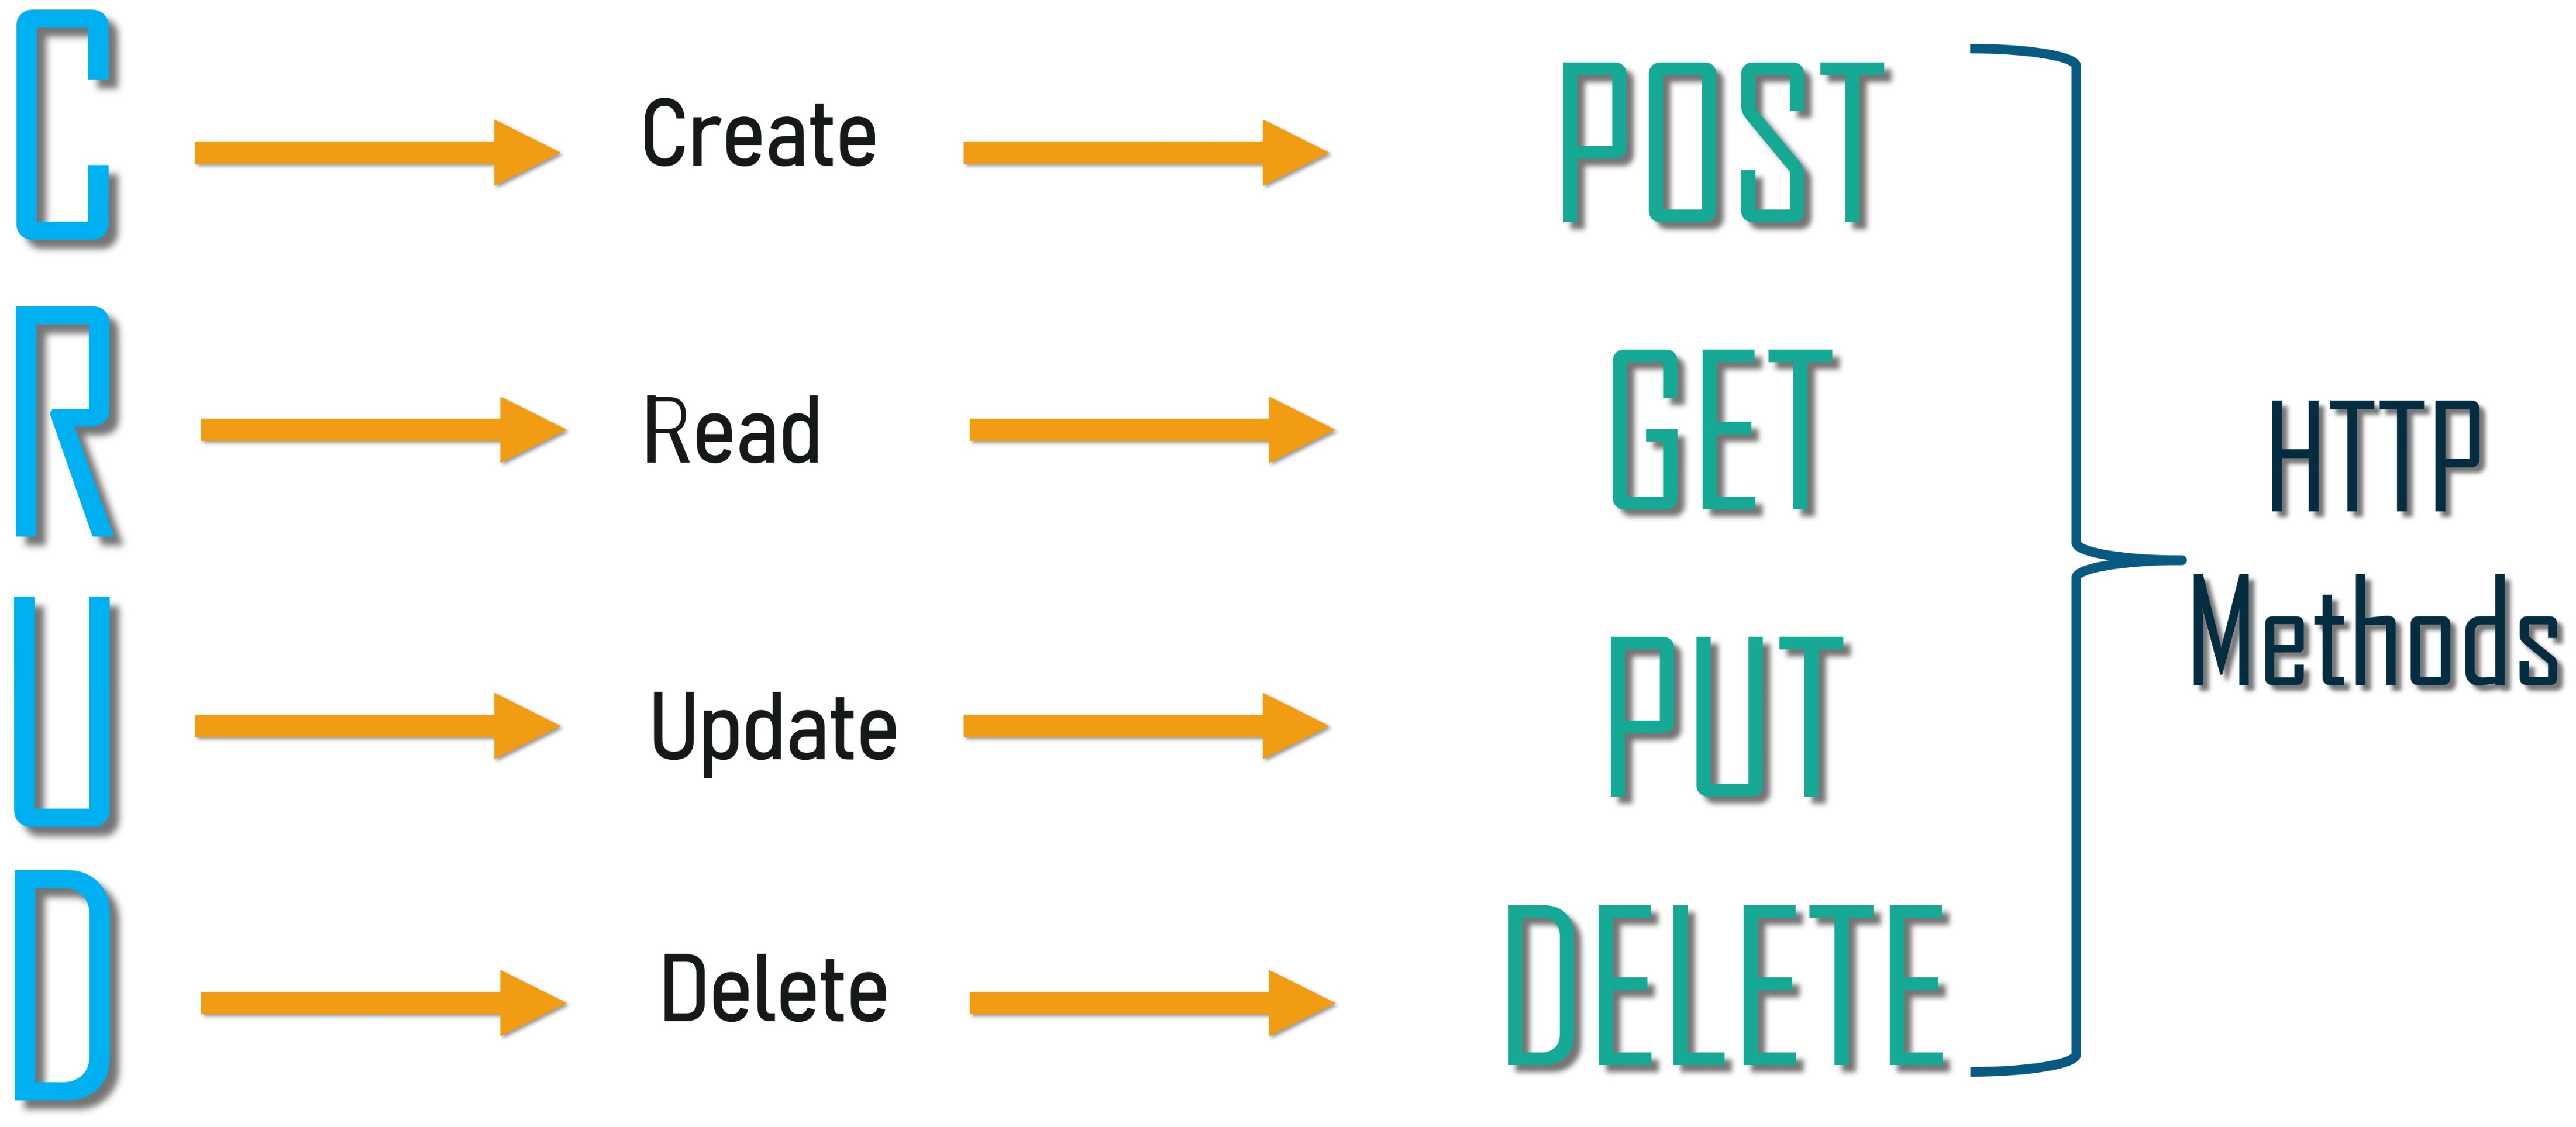 C Create POST
R Read GET
U Update PUT
D Delete DELETE
HTTP
Methods